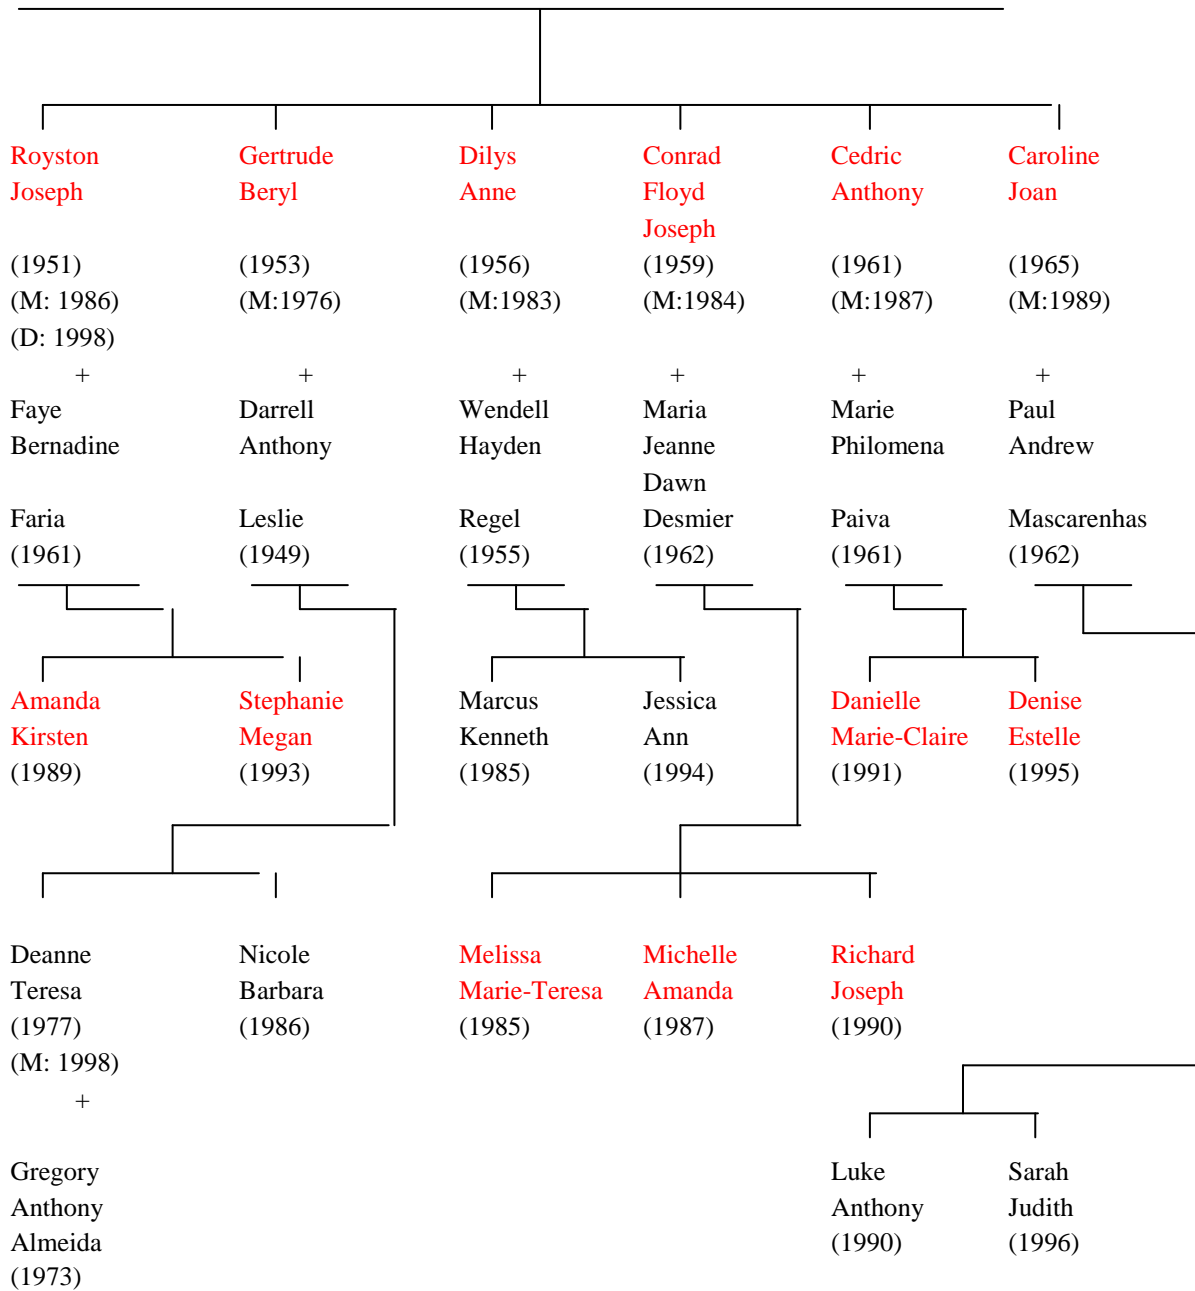 Royston Gertrude Dilys Conrad Cedric Caroline
Joseph Beryl Anne Floyd Anthony Joan
Joseph
(1951) (1953) (1956) (1959) (1961) (1965)
(M: 1986) (M:1976) (M:1983) (M:1984) (M:1987) (M:1989)
(D: 1998)
+ + + + + +
Faye Darrell Wendell Maria Marie Paul
Bernadine Anthony Hayden Jeanne Philomena Andrew
Dawn
Faria Leslie Regel Desmier Paiva Mascarenhas
(1961) (1949) (1955) (1962) (1961) (1962)
Amanda Stephanie Marcus Jessica Danielle Denise
Kirsten Megan Kenneth Ann Marie-Claire Estelle
(1989) (1993) (1985) (1994) (1991) (1995)
Deanne Nicole Melissa Michelle Richard
Teresa Barbara Marie-Teresa Amanda Joseph
(1977) (1986) (1985) (1987) (1990)
(M: 1998)
+
Gregory Luke Sarah
Anthony Anthony Judith
Almeida (1990) (1996)
(1973)